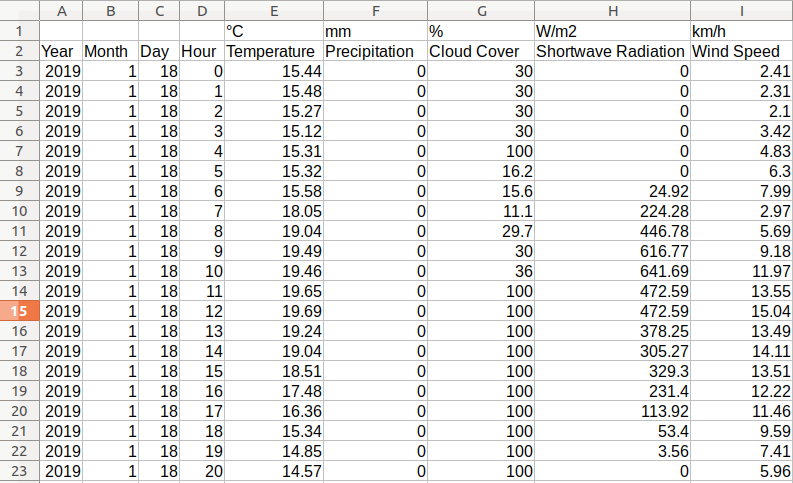 A B C D E F G H I
1 °C mm % W/m2 km/h
2 Year Month Day Hour Temperature Precipitation Cloud Cover Shortwave Radiation Wind Speed
3 2019 1 18 0 15.44 0 30 0 2.41
4 2019 1 18 1 15.48 0 30 0 2.31
5 2019 1 18 2 15.27 0 30 0 2.1
6 2019 1 18 3 15.12 0 30 0 3.42
7 2019 1 18 4 15.31 0 100 0 4.83
8 2019 1 18 5 15.32 0 16.2 0 6.3
9 2019 1 18 6 15.58 0 15.6 24.92 7.99
10 2019 1 18 7 18.05 0 11.1 224.28 2.97
11 2019 1 18 8 19.04 0 29.7 446.78 5.69
12 2019 1 18 9 19.49 0 30 616.77 9.18
13 2019 1 18 10 19.46 0 36 641.69 11.97
14 2019 1 18 11 19.65 0 100 472.59 13.55
15 2019 1 18 12 19.69 0 100 472.59 15.04
16 2019 1 18 13 19.24 0 100 378.25 13.49
17 2019 1 18 14 19.04 0 100 305.27 14.11
18 2019 1 18 15 18.51 0 100 329.3 13.51
19 2019 1 18 16 17.48 0 100 231.4 12.22
20 2019 1 18 17 16.36 0 100 113.92 11.46
21 2019 1 18 18 15.34 0 100 53.4 9.59
22 2019 1 18 19 14.85 0 100 3.56 7.41
23 2019 1 18 20 14.57 0 100 0 5.96